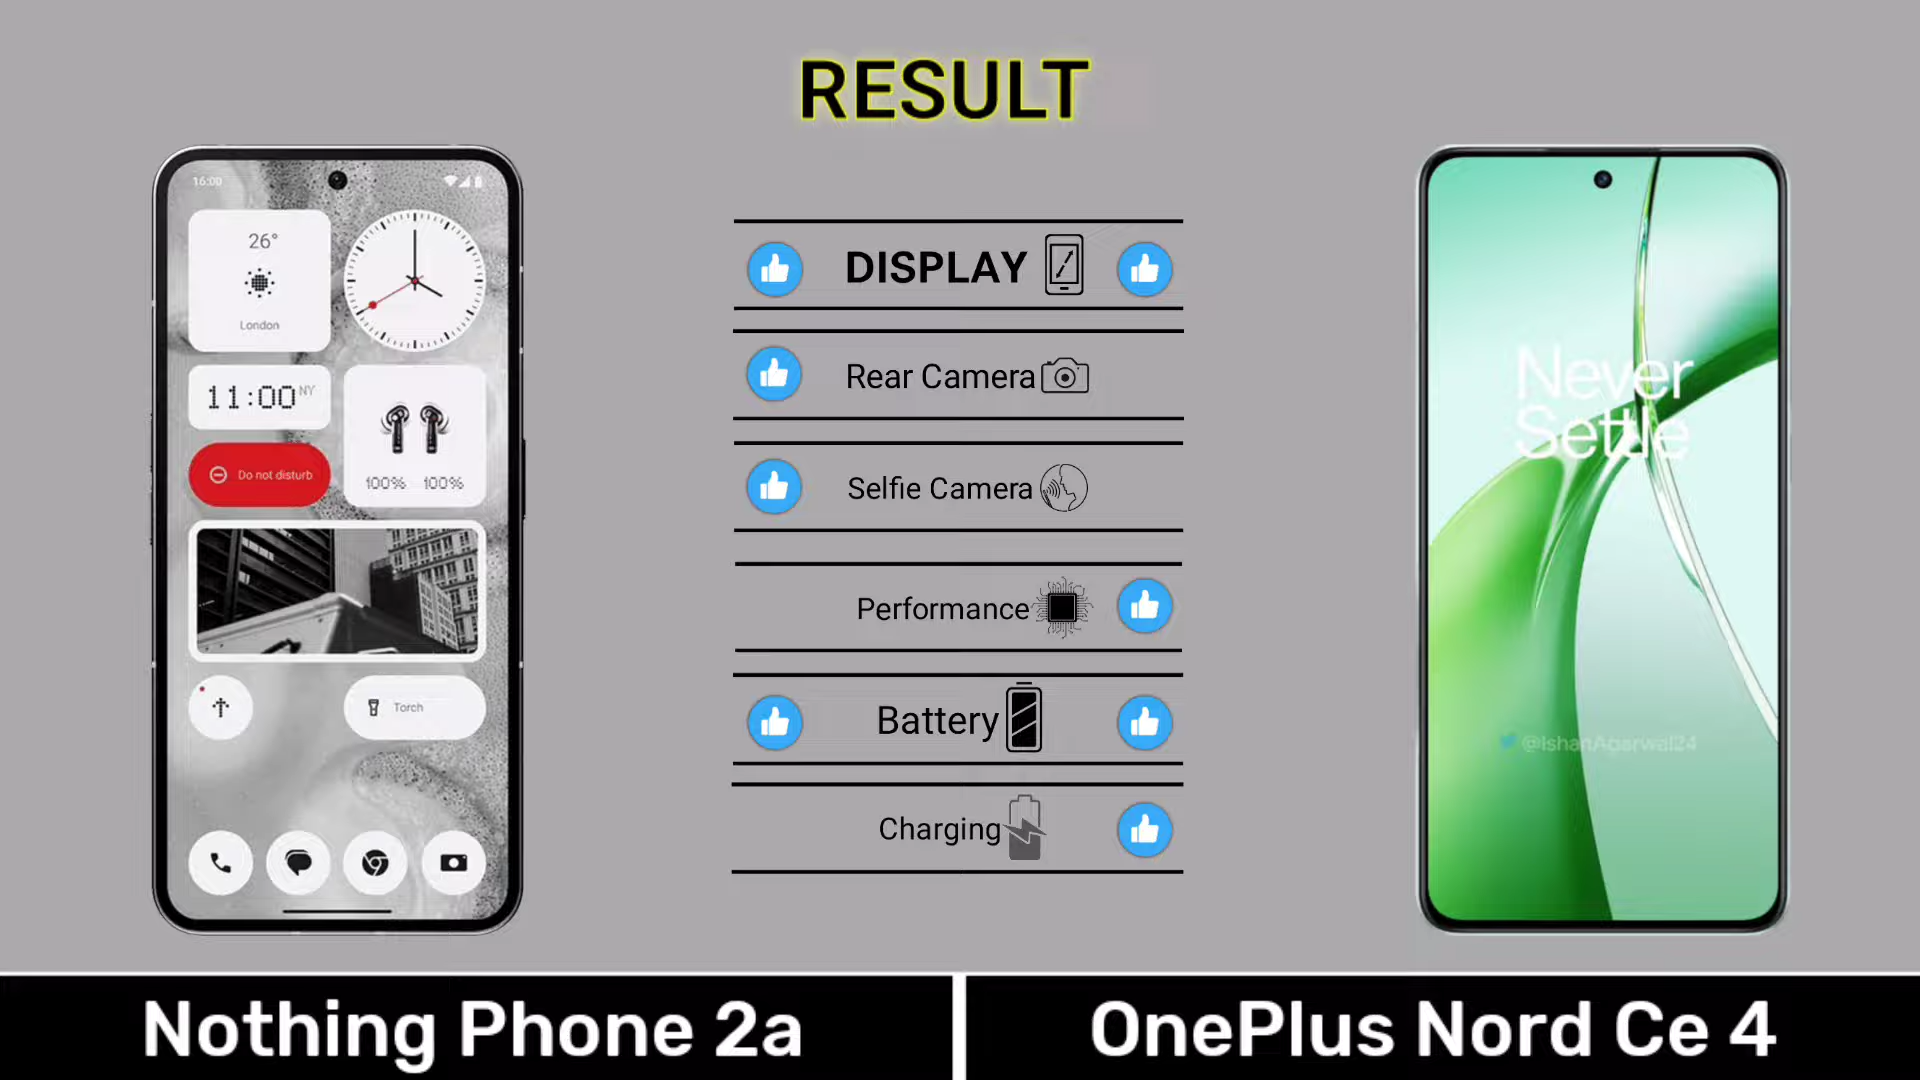 RESULT
16:00
26°
London
11:00 NY
Do not disturb
100% 100%
Torch
DISPLAY
Rear Camera
Selfie Camera
Performance
Battery
Charging
Never
Settle
@IshanAgarwal24
Nothing Phone 2a
OnePlus Nord Ce 4